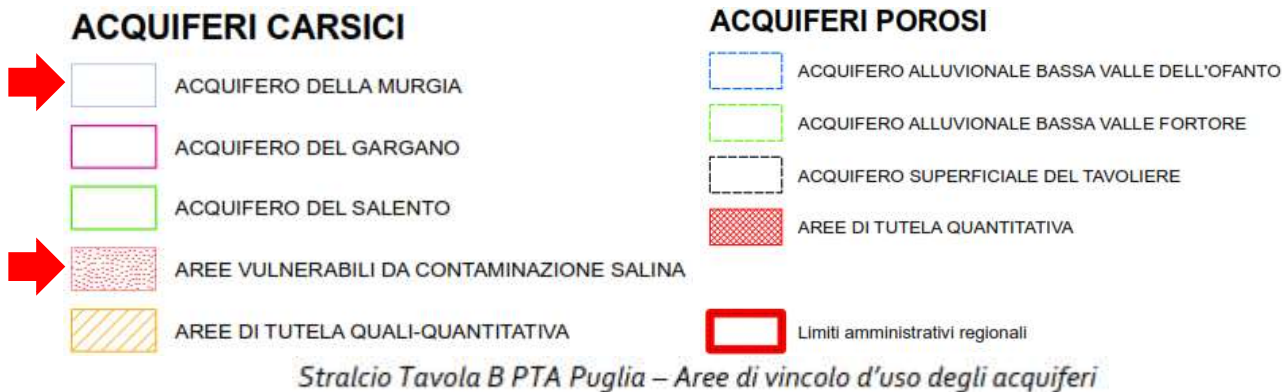 ACQUIFERI CARSICI
ACQUIFERO DELLA MURGIA
ACQUIFERO DEL GARGANO
ACQUIFERO DEL SALENTO
AREE VULNERABILI DA CONTAMINAZIONE SALINA
AREE DI TUTELA QUALI-QUANTITATIVA
ACQUIFERI POROSI
ACQUIFERO ALLUVIONALE BASSA VALLE DELL'OFANTO
ACQUIFERO ALLUVIONALE BASSA VALLE FORTORE
ACQUIFERO SUPERFICIALE DEL TAVOLIERE
AREE DI TUTELA QUANTITATIVA
Limiti amministrativi regionali
Stralcio Tavola B PTA Puglia – Aree di vincolo d'uso degli acquiferi